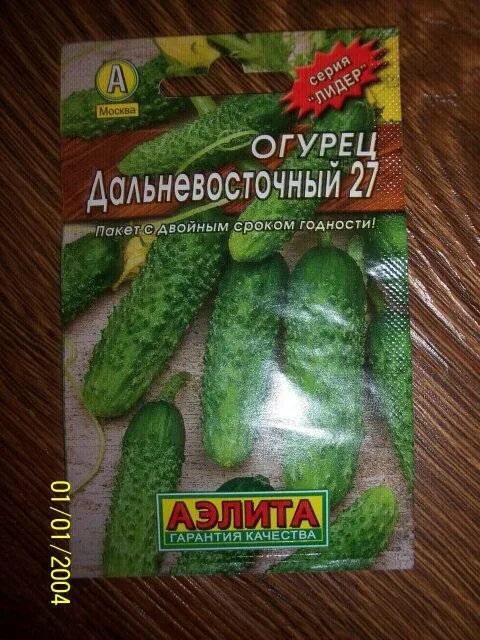 А
Москва
серия
"ЛИДЕР"
ОГУРЕЦ
Дальневосточный 27
Пакет с двойным сроком годности!
АЭЛИТА
ГАРАНТИЯ КАЧЕСТВА
01/01/2004